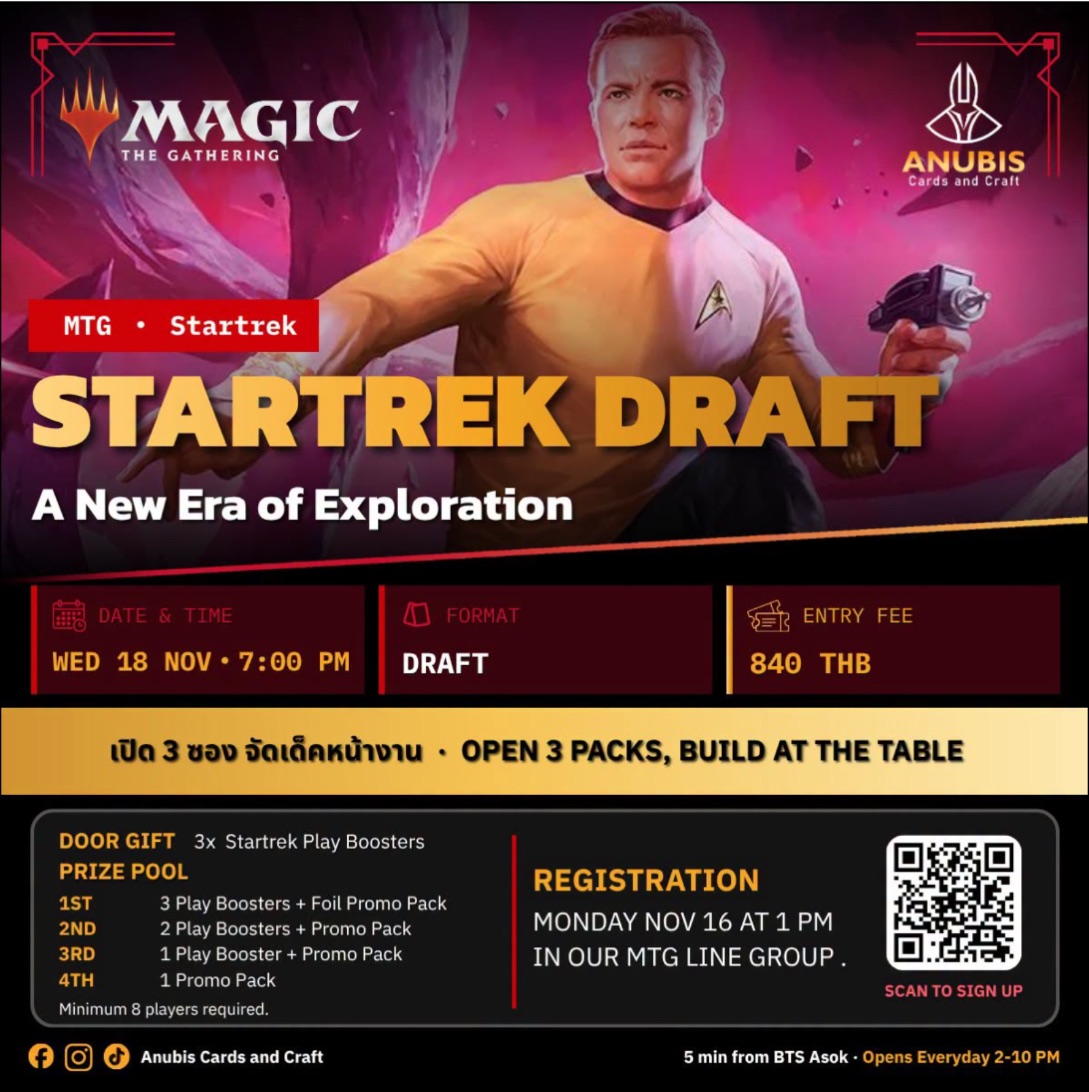 MAGIC
THE GATHERING
ANUBIS
Cards and Craft
MTG • Startrek
STARTREK DRAFT
A New Era of Exploration
DATE & TIME
WED 18 NOV • 7:00 PM
FORMAT
DRAFT
ENTRY FEE
840 THB
เปิด 3 ซอง จัดเด็คหน้างาน · OPEN 3 PACKS, BUILD AT THE TABLE
DOOR GIFT 3x Startrek Play Boosters
PRIZE POOL
1ST 3 Play Boosters + Foil Promo Pack
2ND 2 Play Boosters + Promo Pack
3RD 1 Play Booster + Promo Pack
4TH 1 Promo Pack
Minimum 8 players required.
REGISTRATION
MONDAY NOV 16 AT 1 PM
IN OUR MTG LINE GROUP .
SCAN TO SIGN UP
Anubis Cards and Craft
5 min from BTS Asok · Opens Everyday 2-10 PM